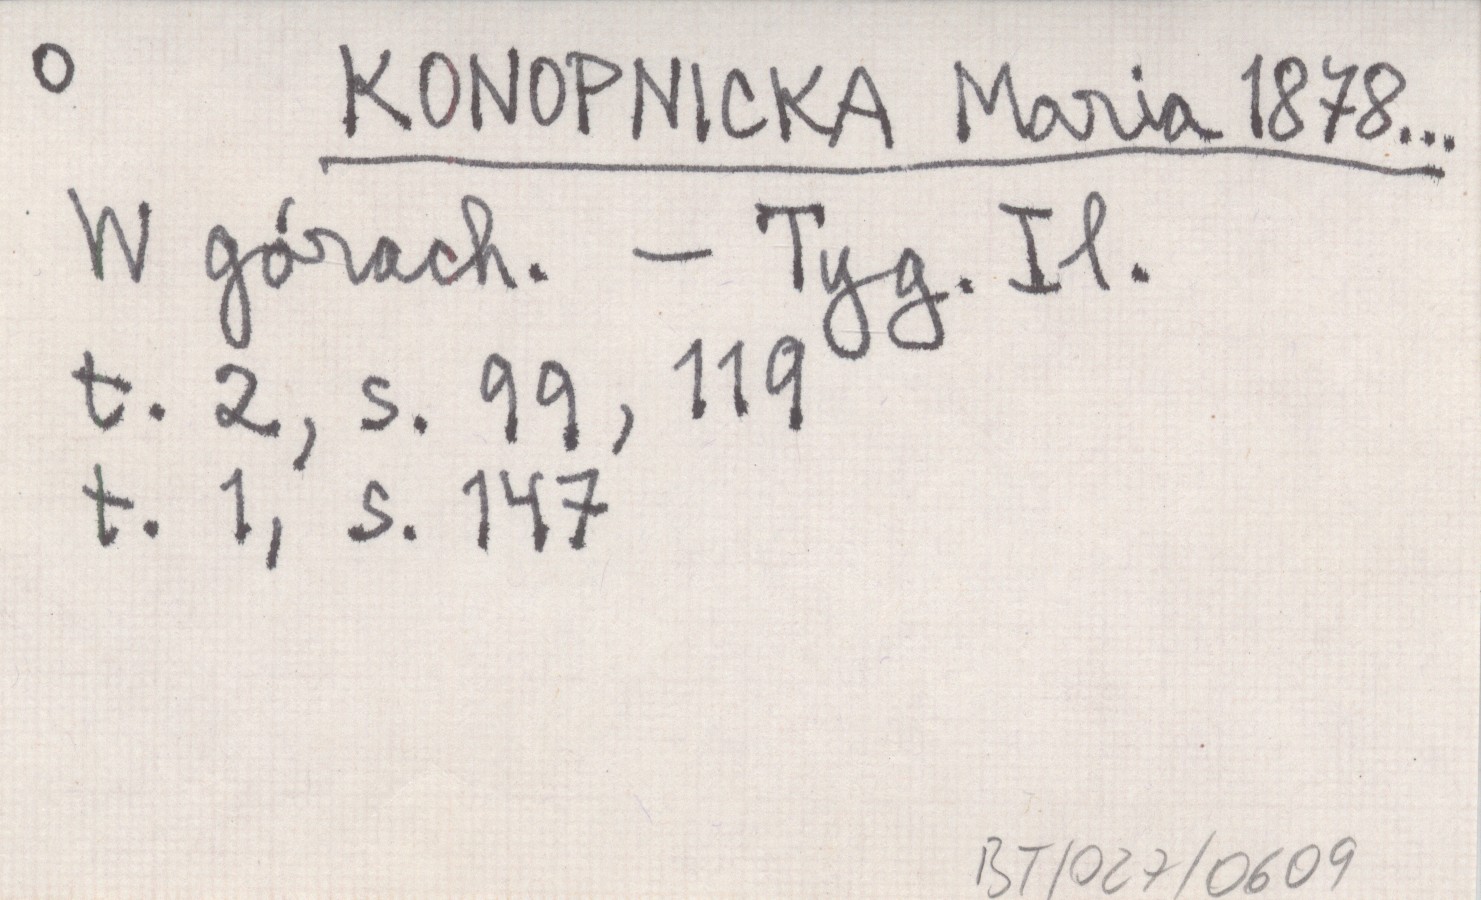 o KONOPNICKA Maria 1878...
W górach. – Tyg. Il.
t. 2, s. 99, 119
t. 1, s. 147
BT/027/0609